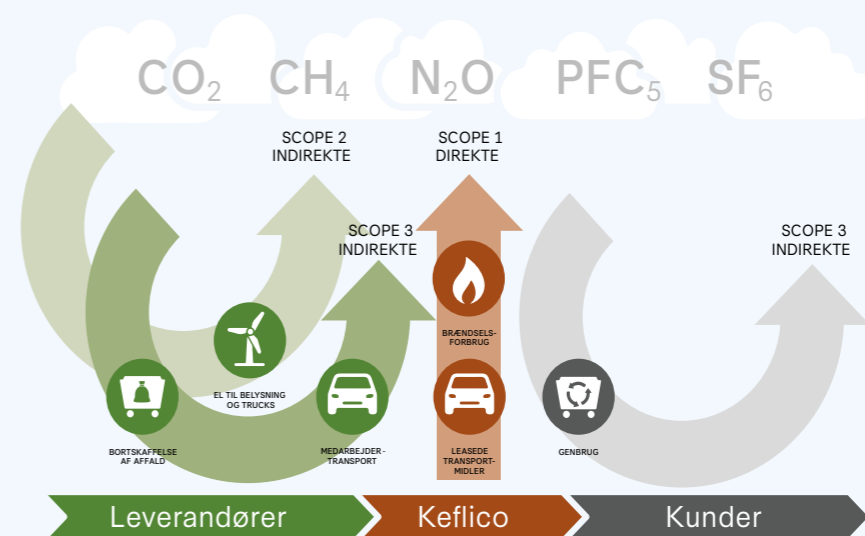 CO₂ CH₄ N₂O PFC₅ SF₆
SCOPE 2
INDIREKTE
SCOPE 1
DIREKTE
SCOPE 3
INDIREKTE
SCOPE 3
INDIREKTE
BRÆNDSELS-
FORBRUG
EL TIL BELYSNING
OG TRUCKS
BORTSKAFFELSE
AF AFFALD
MEDARBEJDER-
TRANSPORT
LEASEDE
TRANSPORT-
MIDLER
GENBRUG
Leverandører
Keflico
Kunder